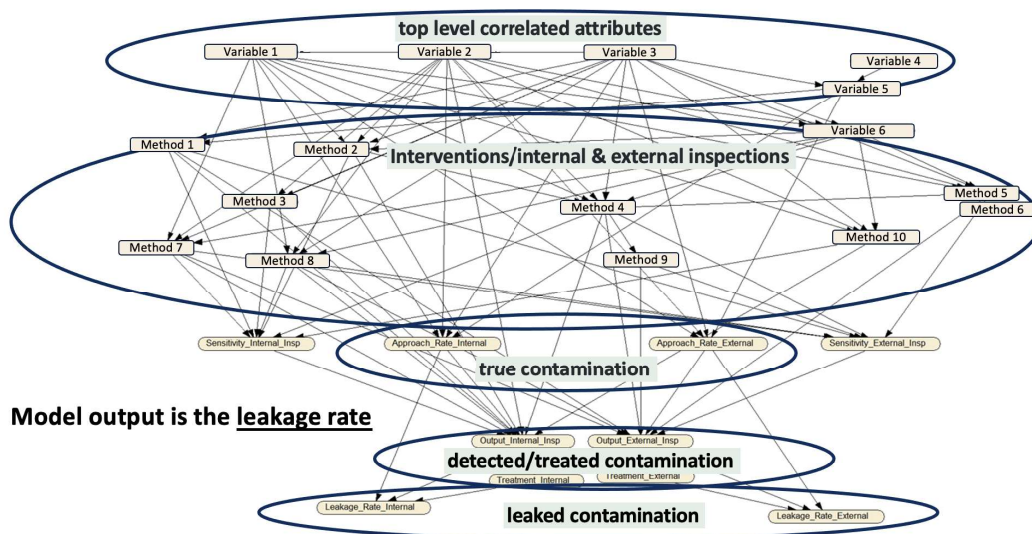 top level correlated attributes
Variable 1
Variable 2
Variable 3
Variable 4
Variable 5
Variable 6
Method 1
Method 2
Interventions/internal & external inspections
Method 3
Method 4
Method 5
Method 6
Method 7
Method 8
Method 9
Method 10
Sensitivity_Internal_Insp
Approach_Rate_Internal
Approach_Rate_External
Sensitivity_External_Insp
true contamination
Model output is the leakage rate
Output_Internal_Insp
Output_External_Insp
detected/treated contamination
Treatment_Internal
Treatment_External
Leakage_Rate_Internal
leaked contamination
Leakage_Rate_External